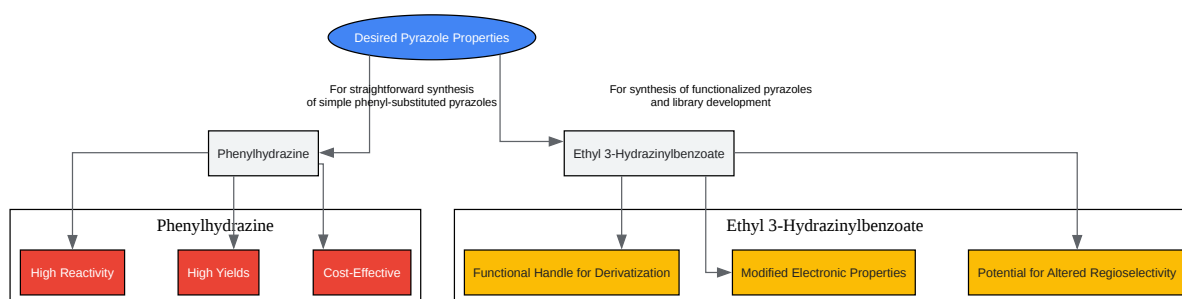 Desired Pyrazole Properties
For straightforward synthesis
of simple phenyl-substituted pyrazoles
For synthesis of functionalized pyrazoles
and library development
Phenylhydrazine
Ethyl 3-Hydrazinylbenzoate
Phenylhydrazine
Ethyl 3-Hydrazinylbenzoate
High Reactivity
High Yields
Cost-Effective
Functional Handle for Derivatization
Modified Electronic Properties
Potential for Altered Regioselectivity